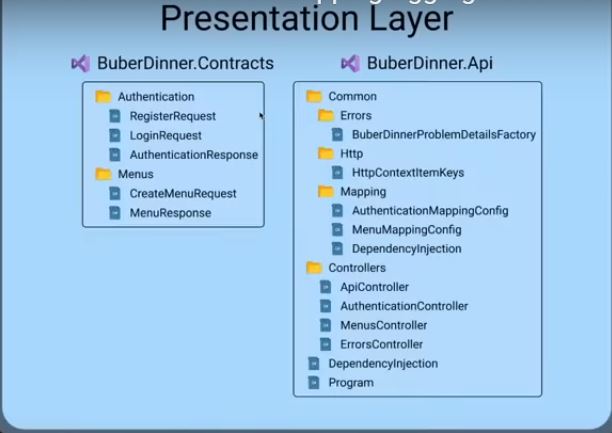 Presentation Layer
BuberDinner.Contracts
Authentication
RegisterRequest
LoginRequest
AuthenticationResponse
Menus
CreateMenuRequest
MenuResponse
BuberDinner.Api
Common
Errors
BuberDinnerProblemDetailsFactory
Http
HttpContextItemKeys
Mapping
AuthenticationMappingConfig
MenuMappingConfig
DependencyInjection
Controllers
ApiController
AuthenticationController
MenusController
ErrorsController
DependencyInjection
Program